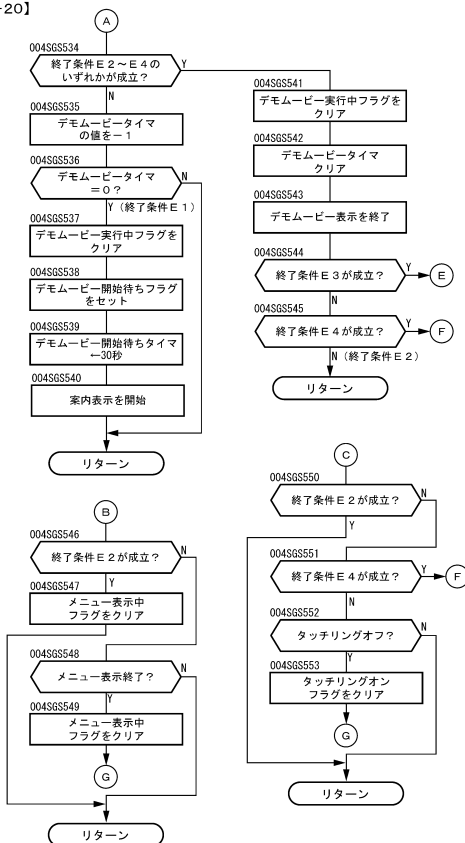 -20】
A
004SGS534
終了条件E2～E4の
いずれかが成立？
Y
N
004SGS535
デモムービータイマ
の値を－1
004SGS536
デモムービータイマ
＝0？
N
Y（終了条件E1）
004SGS537
デモムービー実行中フラグを
クリア
004SGS538
デモムービー開始待ちフラグ
をセット
004SGS539
デモムービー開始待ちタイマ
←30秒
004SGS540
案内表示を開始
リターン
004SGS541
デモムービー実行中フラグを
クリア
004SGS542
デモムービータイマ
クリア
004SGS543
デモムービー表示を終了
004SGS544
終了条件E3が成立？
Y
E
N
004SGS545
終了条件E4が成立？
Y
F
N（終了条件E2）
リターン
B
004SGS546
終了条件E2が成立？
N
Y
004SGS547
メニュー表示中
フラグをクリア
004SGS548
メニュー表示終了？
N
Y
004SGS549
メニュー表示中
フラグをクリア
G
リターン
C
004SGS550
終了条件E2が成立？
N
Y
004SGS551
終了条件E4が成立？
Y
F
N
004SGS552
タッチリングオフ？
N
Y
004SGS553
タッチリングオン
フラグをクリア
G
リターン